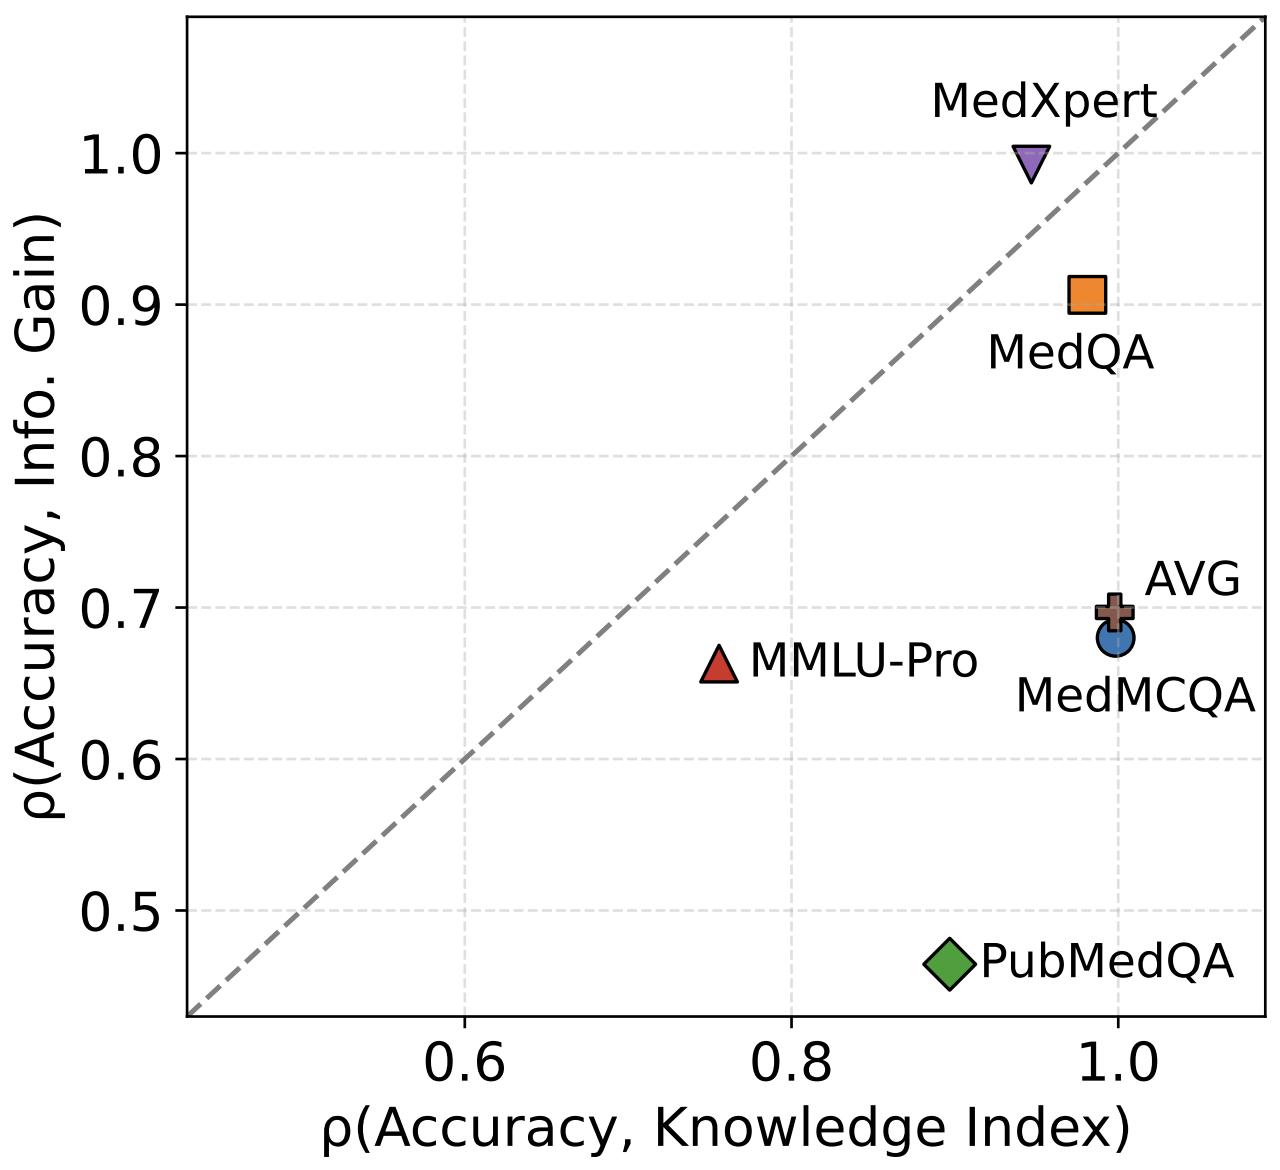 MedXpert
1.0
0.9
MedQA
0.8
AVG
0.7
MMLU-Pro
MedMCQA
0.6
0.5
PubMedQA
ρ(Accuracy, Info. Gain)
0.6 0.8 1.0
ρ(Accuracy, Knowledge Index)